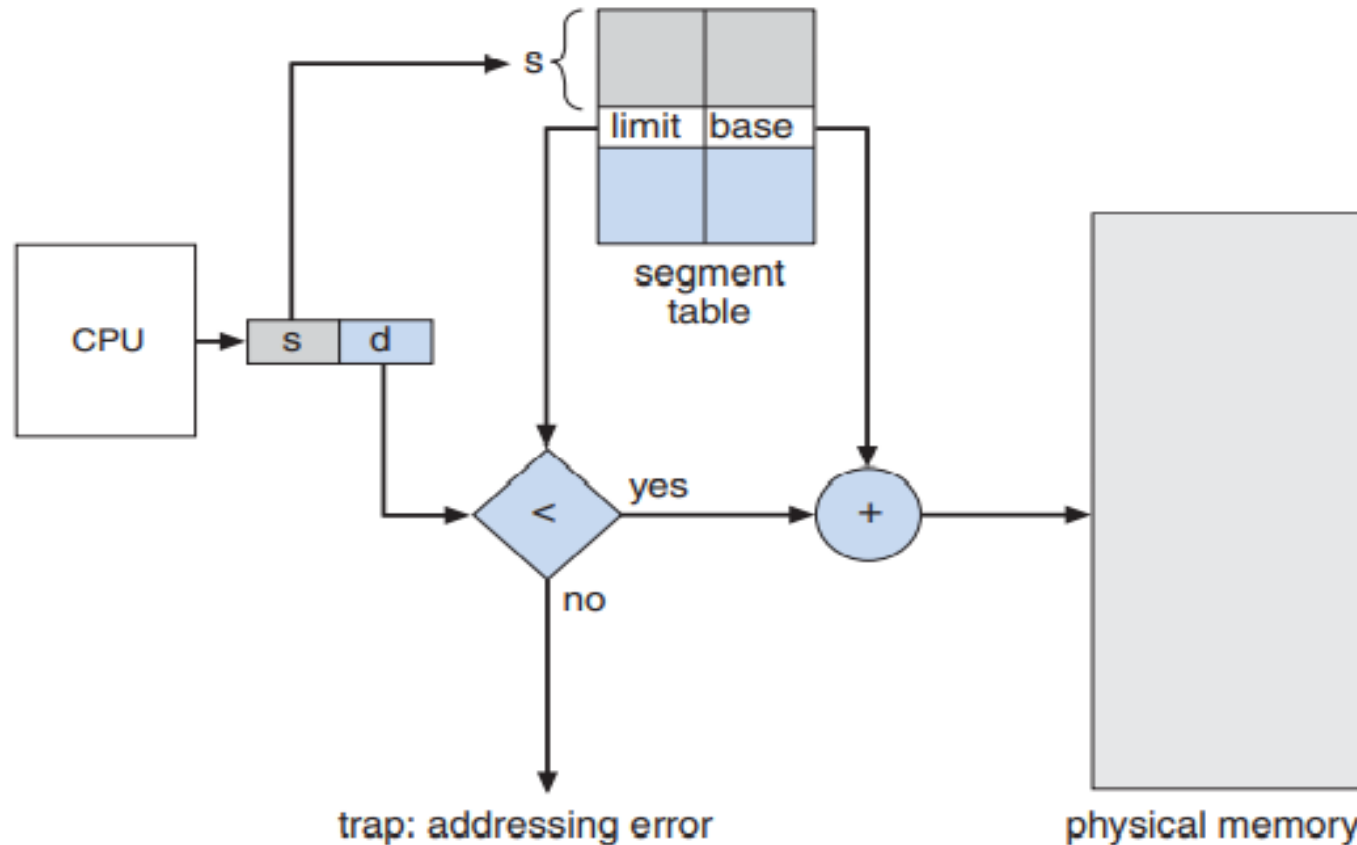 s
limit base
segment
table
CPU
s d
<
yes
+
no
trap: addressing error
physical memory